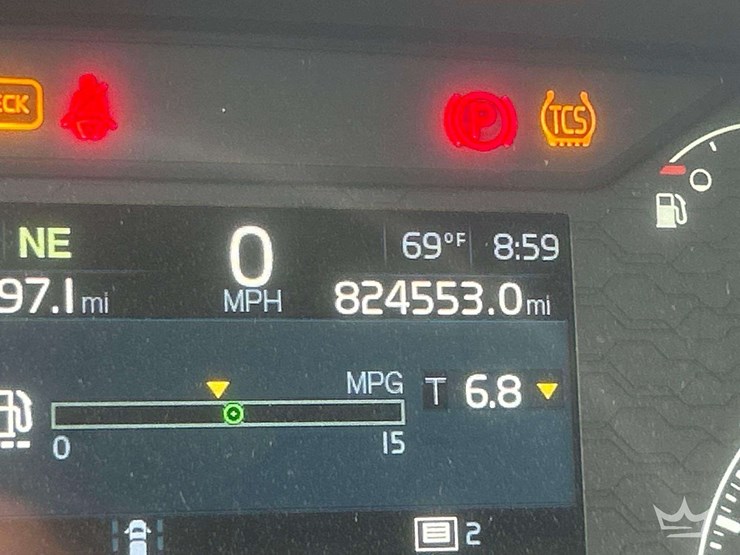 ECK
P
TCS
NE
0
69°F
8:59
97.1 mi
MPH
824553.0 mi
MPG
T 6.8
0
15
2